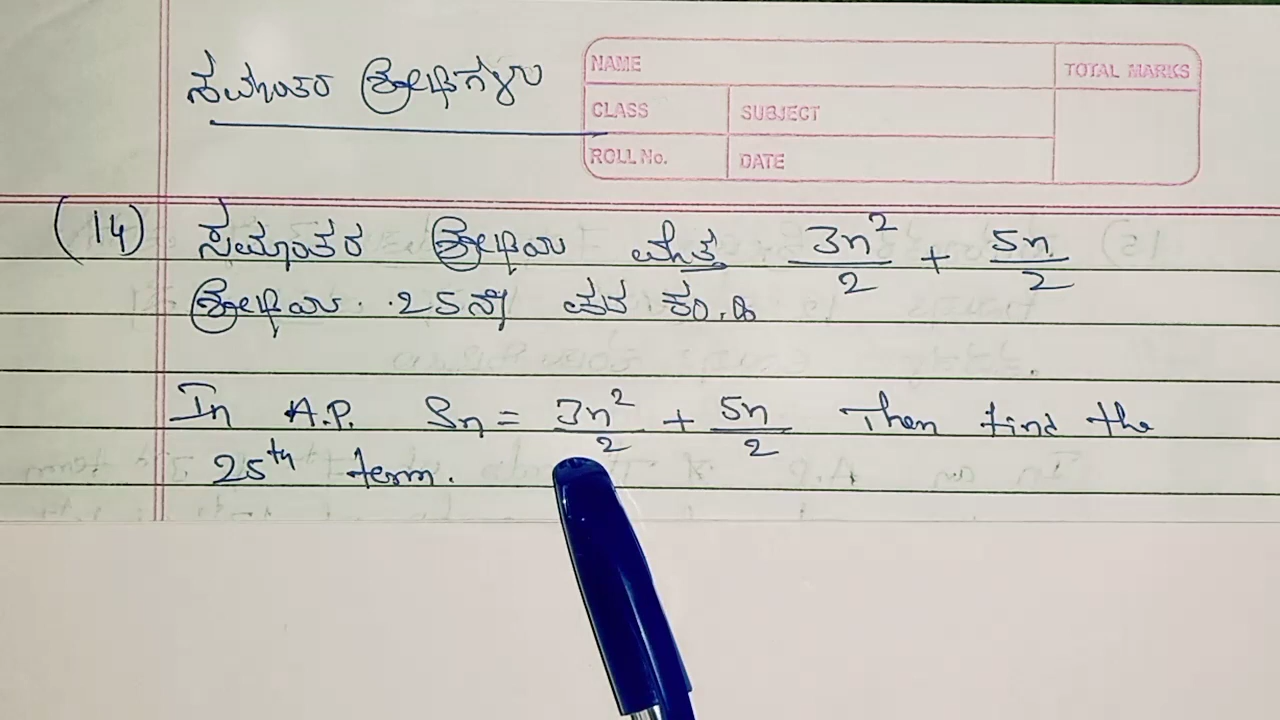 ಸಮಾಂತರ ಶ್ರೇಢಿಗಳು
NAME
TOTAL MARKS
CLASS
SUBJECT
ROLL No.
DATE
(14) ಸಮಾಂತರ ಶ್ರೇಢಿಯ ಮೊತ್ತ 3n²/2 + 5n/2
ಶ್ರೇಢಿಯ 25ನೇ ಪದ ಕಂ.ಹಿ
In A.P. Sn = 3n²/2 + 5n/2 Then find the
25th term.